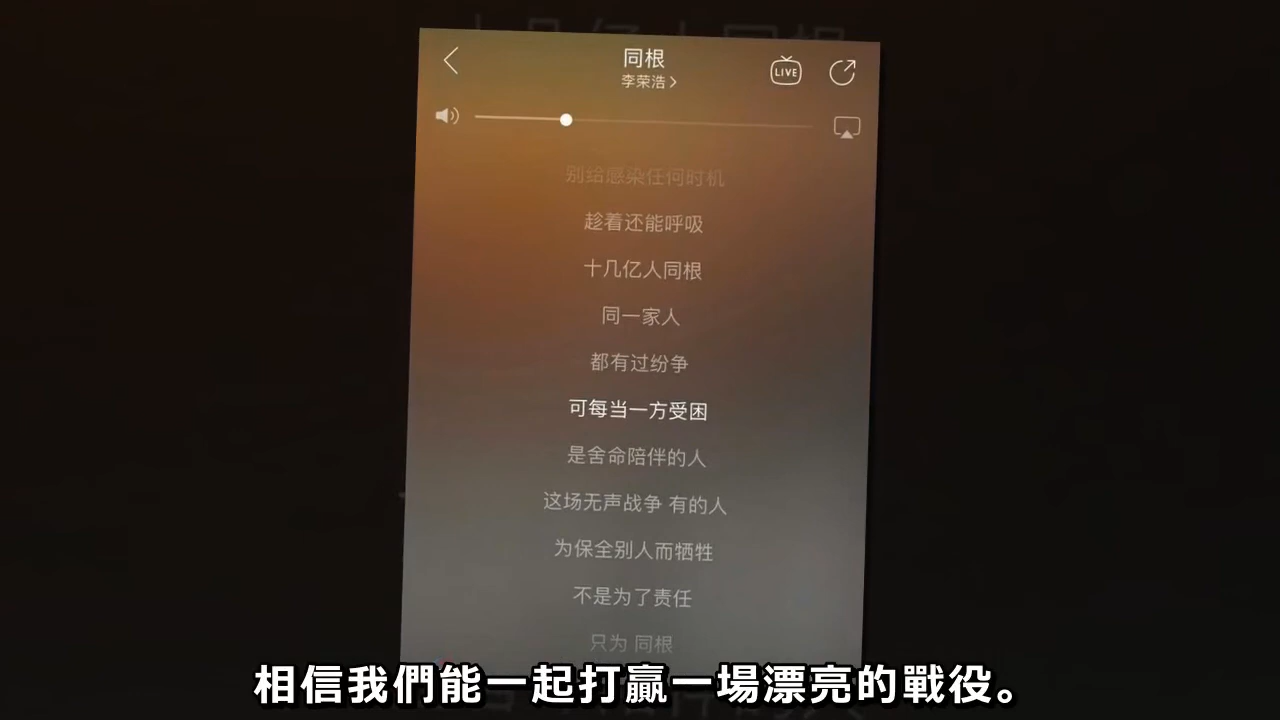 同根
李荣浩
LIVE
别给感染任何时机
趁着还能呼吸
十几亿人同根
同一家人
都有过纷争
可每当一方受困
是舍命陪伴的人
这场无声战争 有的人
为保全别人而牺牲
不是为了责任
只为 同根
相信我們能一起打贏一場漂亮的戰役。